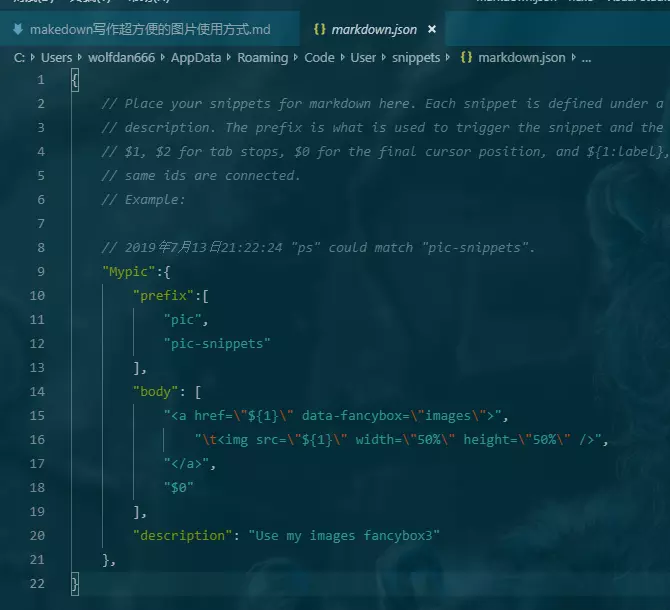 makedown写作超方便的图片使用方式.md
{} markdown.json ×
C: > Users > wolfdan666 > AppData > Roaming > Code > User > snippets > {} markdown.json > ...
1 {
2 // Place your snippets for markdown here. Each snippet is defined under a
3 // description. The prefix is what is used to trigger the snippet and the
4 // $1, $2 for tab stops, $0 for the final cursor position, and ${1:label},
5 // same ids are connected.
6 // Example:
7
8 // 2019年7月13日21:22:24 "ps" could match "pic-snippets".
9 "Mypic":{
10 "prefix":[
11 "pic",
12 "pic-snippets"
13 ],
14 "body": [
15 "<a href=\"${1}\" data-fancybox=\"images\">",
16 "\t<img src=\"${1}\" width=\"50%\" height=\"50%\" />",
17 "</a>",
18 "$0"
19 ],
20 "description": "Use my images fancybox3"
21 },
22 }